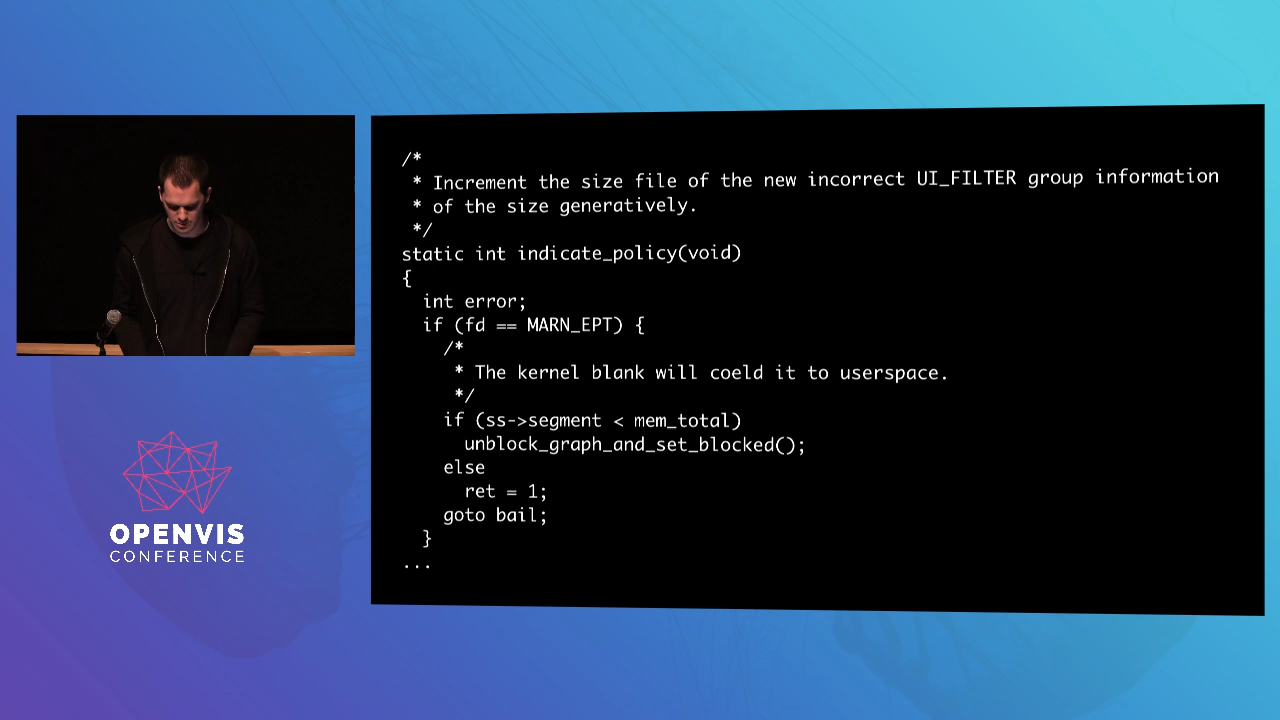 /*
* Increment the size file of the new incorrect UI_FILTER group information
* of the size generatively.
*/
static int indicate_policy(void)
{
int error;
if (fd == MARN_EPT) {
/*
* The kernel blank will coeld it to userspace.
*/
if (ss->segment < mem_total)
unblock_graph_and_set_blocked();
else
ret = 1;
goto bail;
}
...
OPENVIS
CONFERENCE